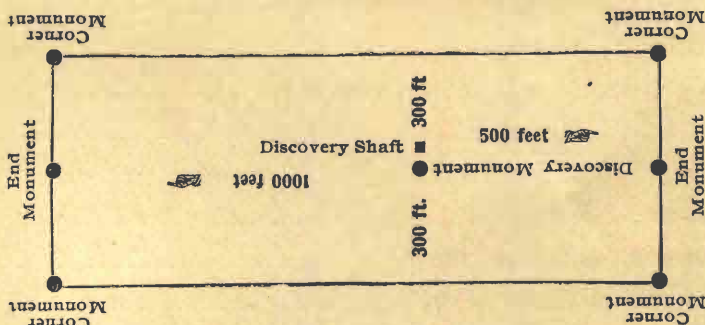 Corner
Monument
Corner
Monument
End
Monument
300 ft
Discovery Shaft
500 feet
Discovery Monument
1000 feet
300 ft.
End
Monument
Corner
Monument
Corner
Monument